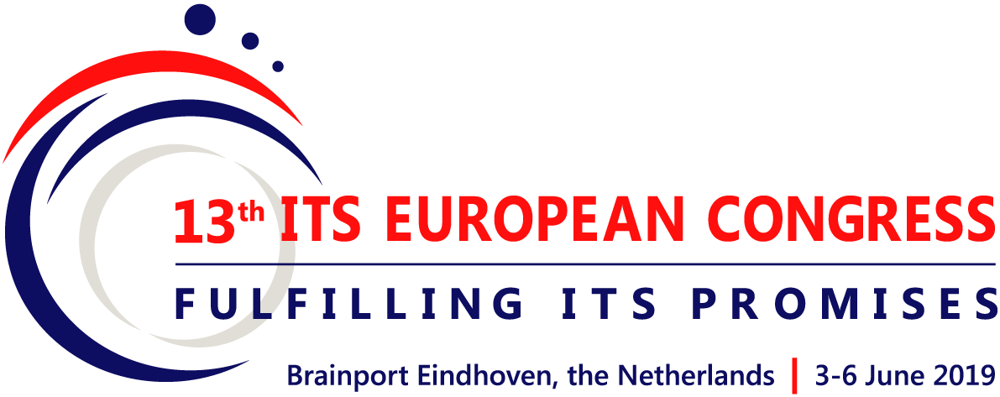 13th ITS EUROPEAN CONGRESS
FULFILLING ITS PROMISES
Brainport Eindhoven, the Netherlands | 3-6 June 2019